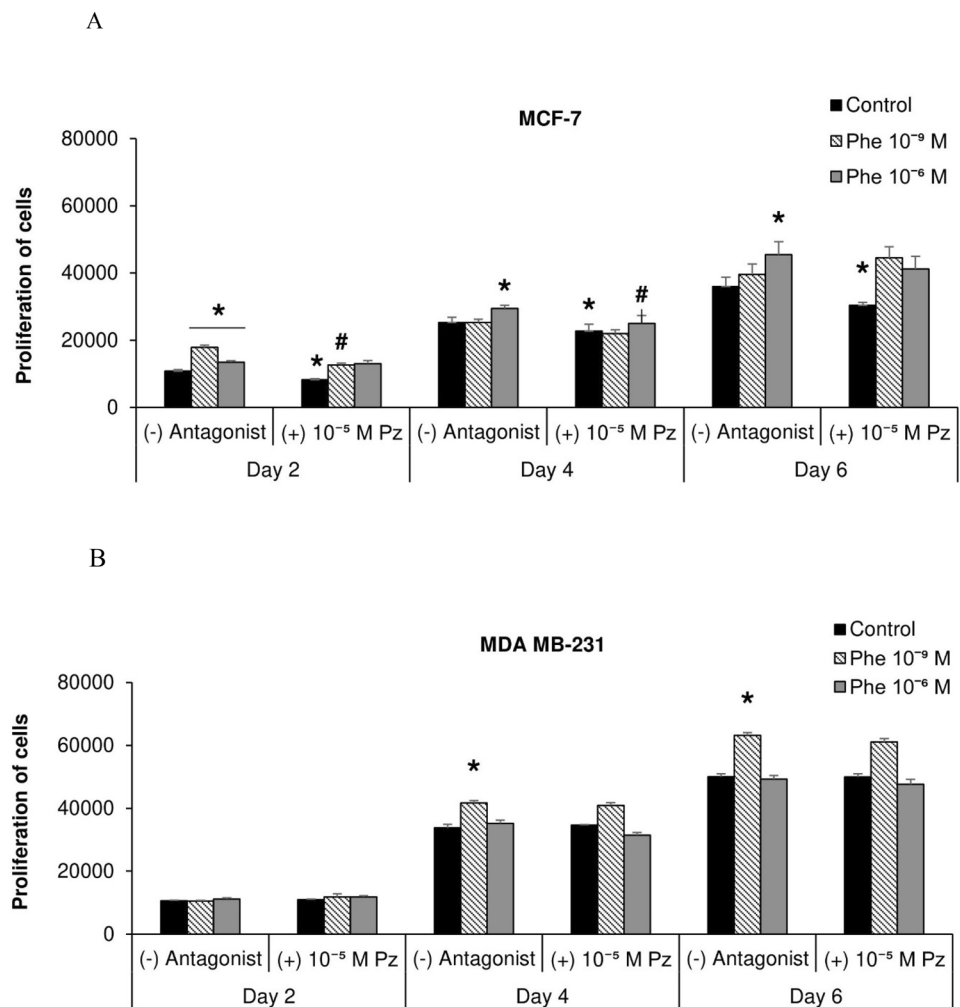 A
MCF-7
Control
Phe 10⁻⁹ M
Phe 10⁻⁶ M
Proliferation of cells
80000
60000
40000
20000
0
*
*
#
*
*
#
*
*
(-) Antagonist
(+) 10⁻⁵ M Pz
(-) Antagonist
(+) 10⁻⁵ M Pz
(-) Antagonist
(+) 10⁻⁵ M Pz
Day 2
Day 4
Day 6
B
MDA MB-231
Control
Phe 10⁻⁹ M
Phe 10⁻⁶ M
Proliferation of cells
80000
60000
40000
20000
0
*
*
(-) Antagonist
(+) 10⁻⁵ M Pz
(-) Antagonist
(+) 10⁻⁵ M Pz
(-) Antagonist
(+) 10⁻⁵ M Pz
Day 2
Day 4
Day 6